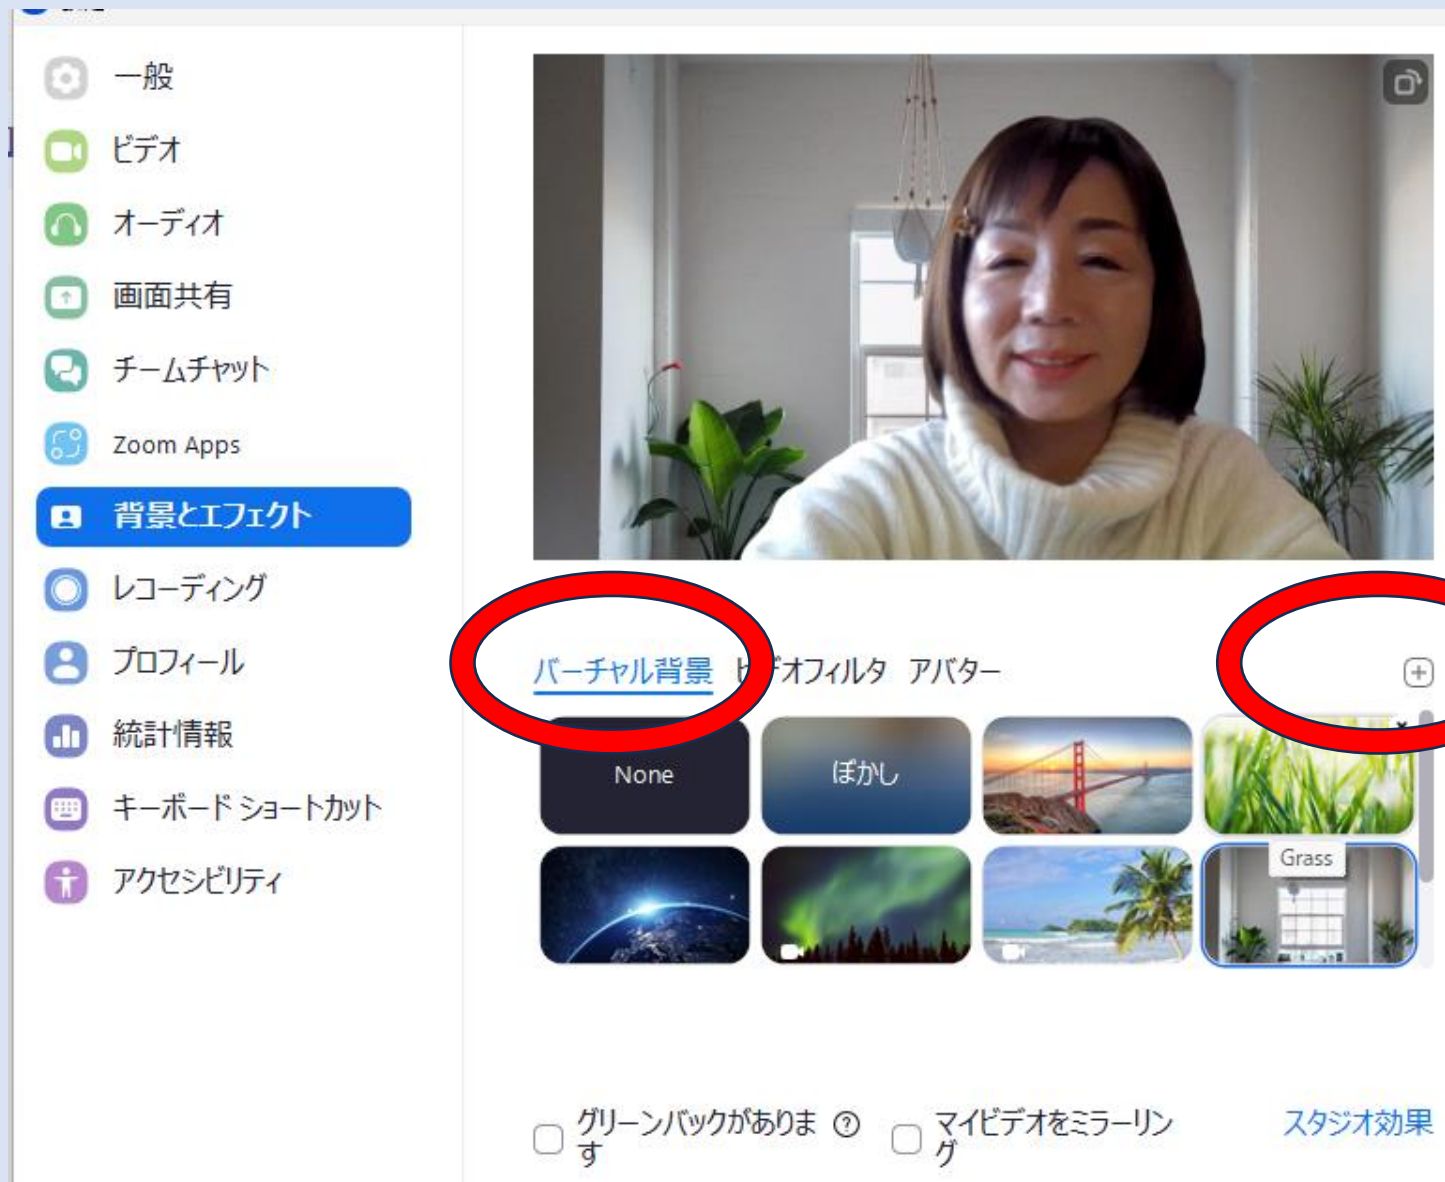 一般
ビデオ
オーディオ
画面共有
チームチャット
Zoom Apps
背景とエフェクト
レコーディング
プロフィール
統計情報
キーボード ショートカット
アクセシビリティ
バーチャル背景 ビデオフィルタ アバター
None ぼかし
Grass
グリーンバックがありま
す
マイビデオをミラーリン
グ
スタジオ効果